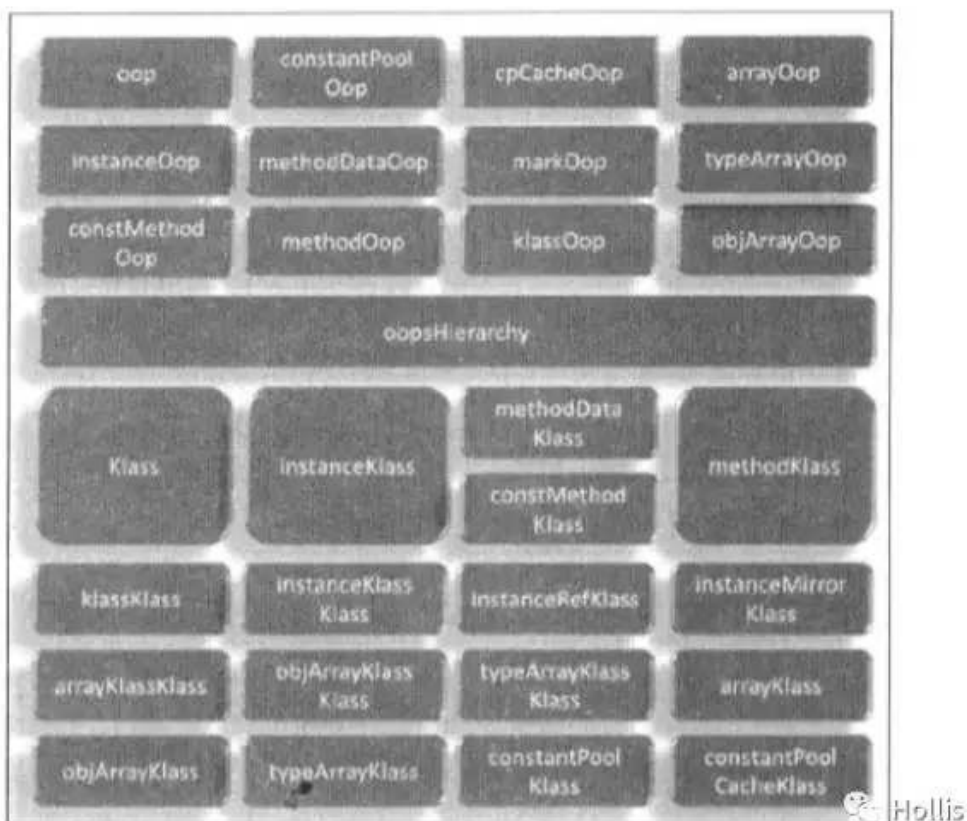 oop
constantPool
Oop
cpCacheOop
arrayOop
instanceOop
methodDataOop
markOop
typeArrayOop
constMethod
Oop
methodOop
klassOop
objArrayOop
oopsHierarchy
Klass
instanceKlass
methodData
Klass
constMethod
Klass
methodKlass
klassKlass
instanceKlass
Klass
instanceRefKlass
instanceMirror
Klass
arrayKlassKlass
objArrayKlass
Klass
typeArrayKlass
Klass
arrayKlass
objArrayKlass
typeArrayKlass
constantPool
Klass
constantPool
CacheKlass
Hollis